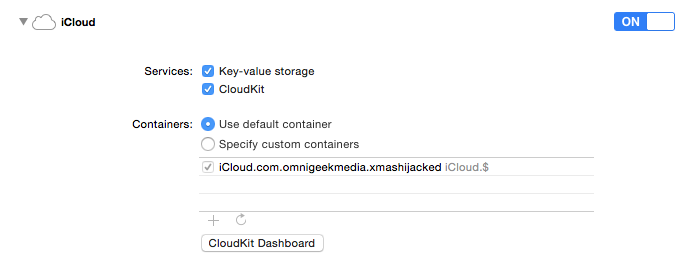 iCloud
ON
Services: Key-value storage
CloudKit
Containers: Use default container
Specify custom containers
iCloud.com.omnigeekmedia.xmashijacked iCloud.$
CloudKit Dashboard